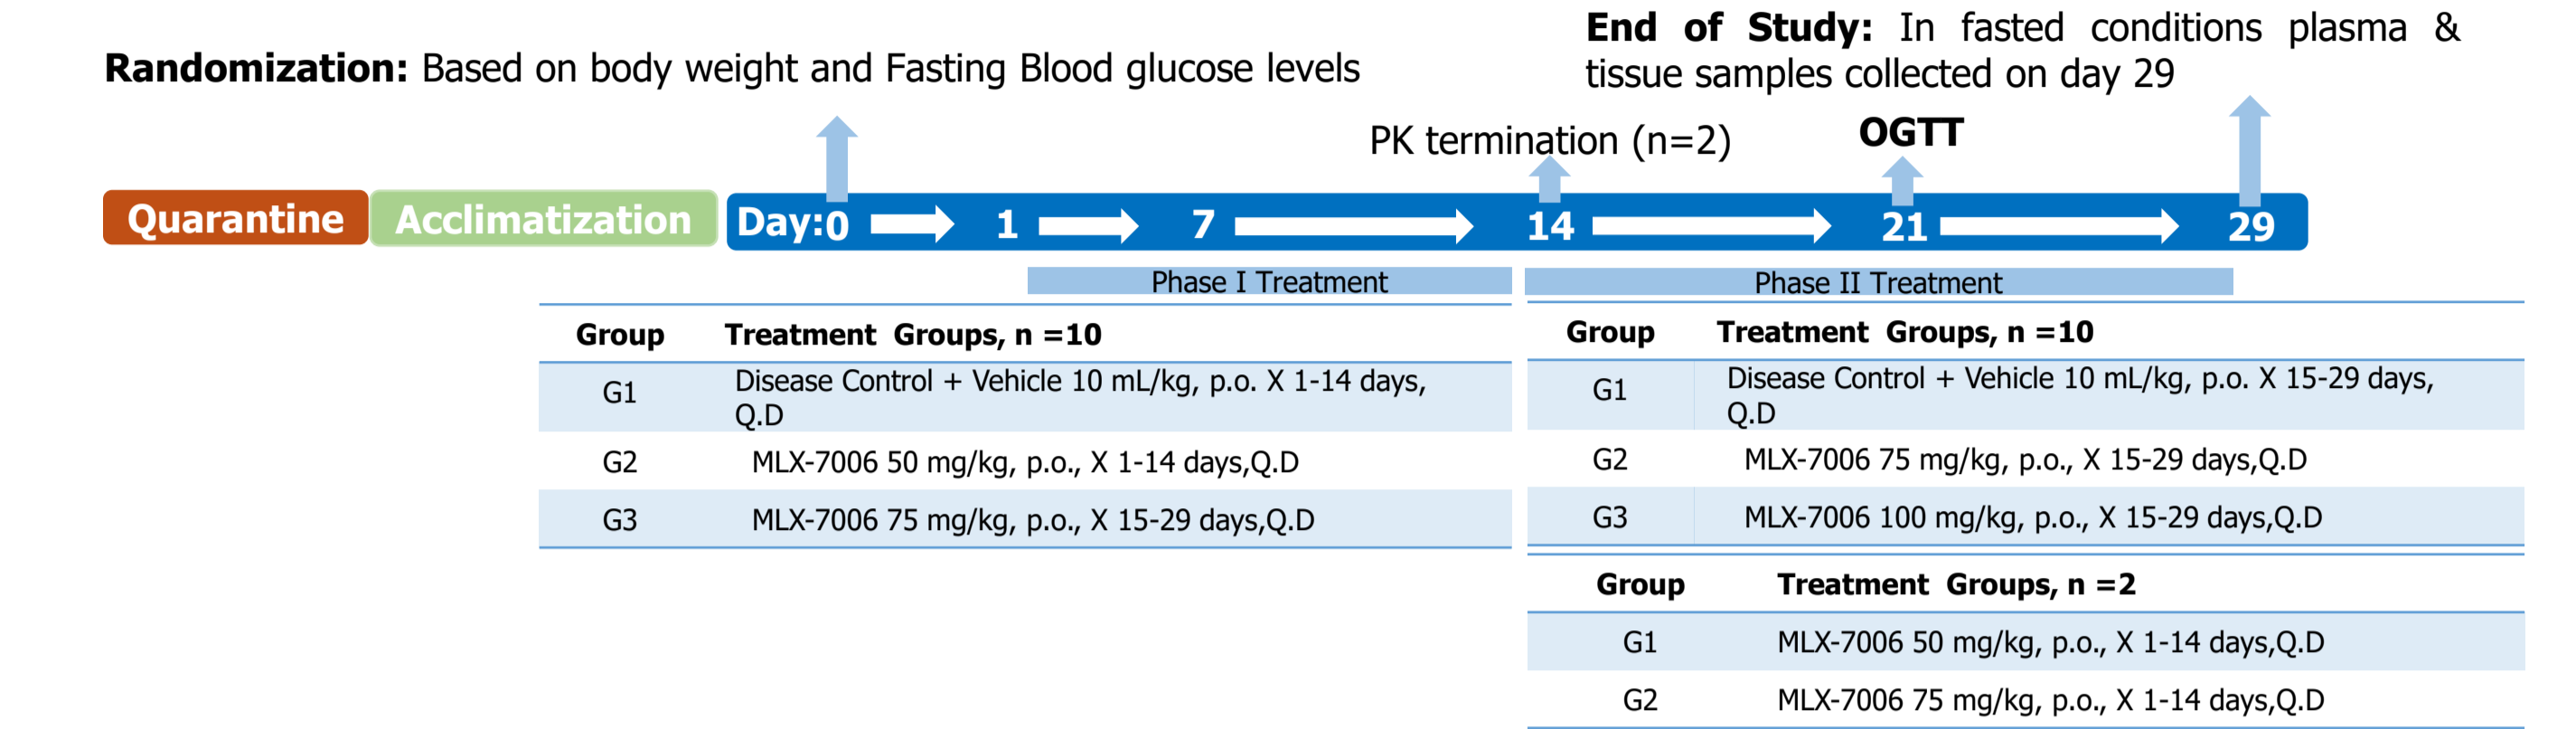 End of Study: In fasted conditions plasma &
tissue samples collected on day 29
Randomization: Based on body weight and Fasting Blood glucose levels
PK termination (n=2)
OGTT
Quarantine
Acclimatization
Day:0 1 7 14 21 29
Phase I Treatment
Group Treatment Groups, n =10
G1 Disease Control + Vehicle 10 mL/kg, p.o. X 1-14 days,
Q.D
G2 MLX-7006 50 mg/kg, p.o., X 1-14 days,Q.D
G3 MLX-7006 75 mg/kg, p.o., X 15-29 days,Q.D
Phase II Treatment
Group Treatment Groups, n =10
G1 Disease Control + Vehicle 10 mL/kg, p.o. X 15-29 days,
Q.D
G2 MLX-7006 75 mg/kg, p.o., X 15-29 days,Q.D
G3 MLX-7006 100 mg/kg, p.o., X 15-29 days,Q.D
Group Treatment Groups, n =2
G1 MLX-7006 50 mg/kg, p.o., X 1-14 days,Q.D
G2 MLX-7006 75 mg/kg, p.o., X 1-14 days,Q.D